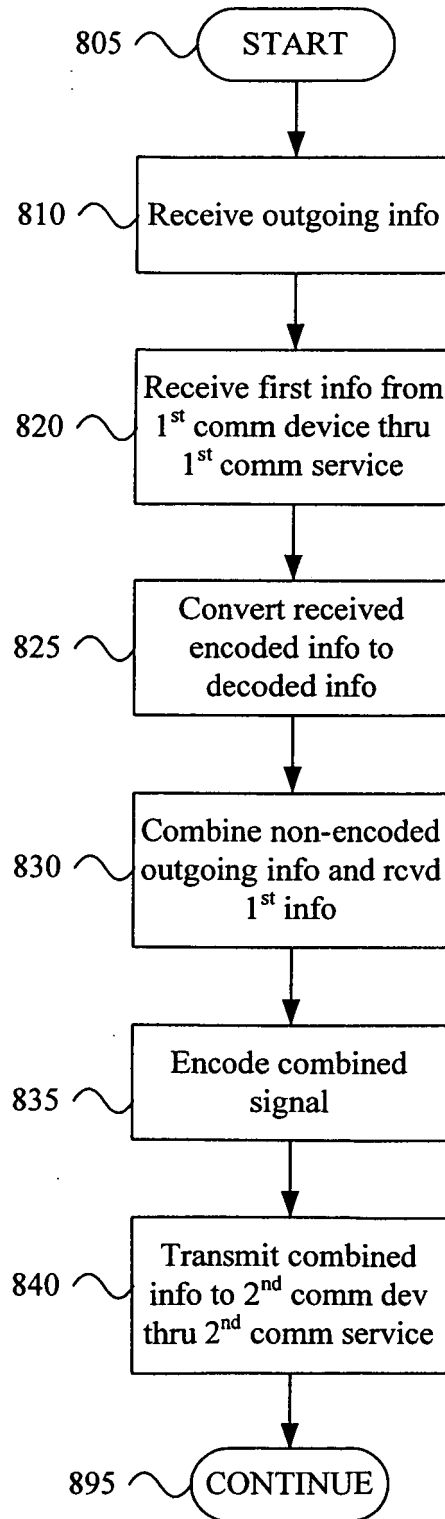 805 START
810 Receive outgoing info
820 Receive first info from
1st comm device thru
1st comm service
825 Convert received
encoded info to
decoded info
830 Combine non-encoded
outgoing info and rcvd
1st info
835 Encode combined
signal
840 Transmit combined
info to 2nd comm dev
thru 2nd comm service
895 CONTINUE